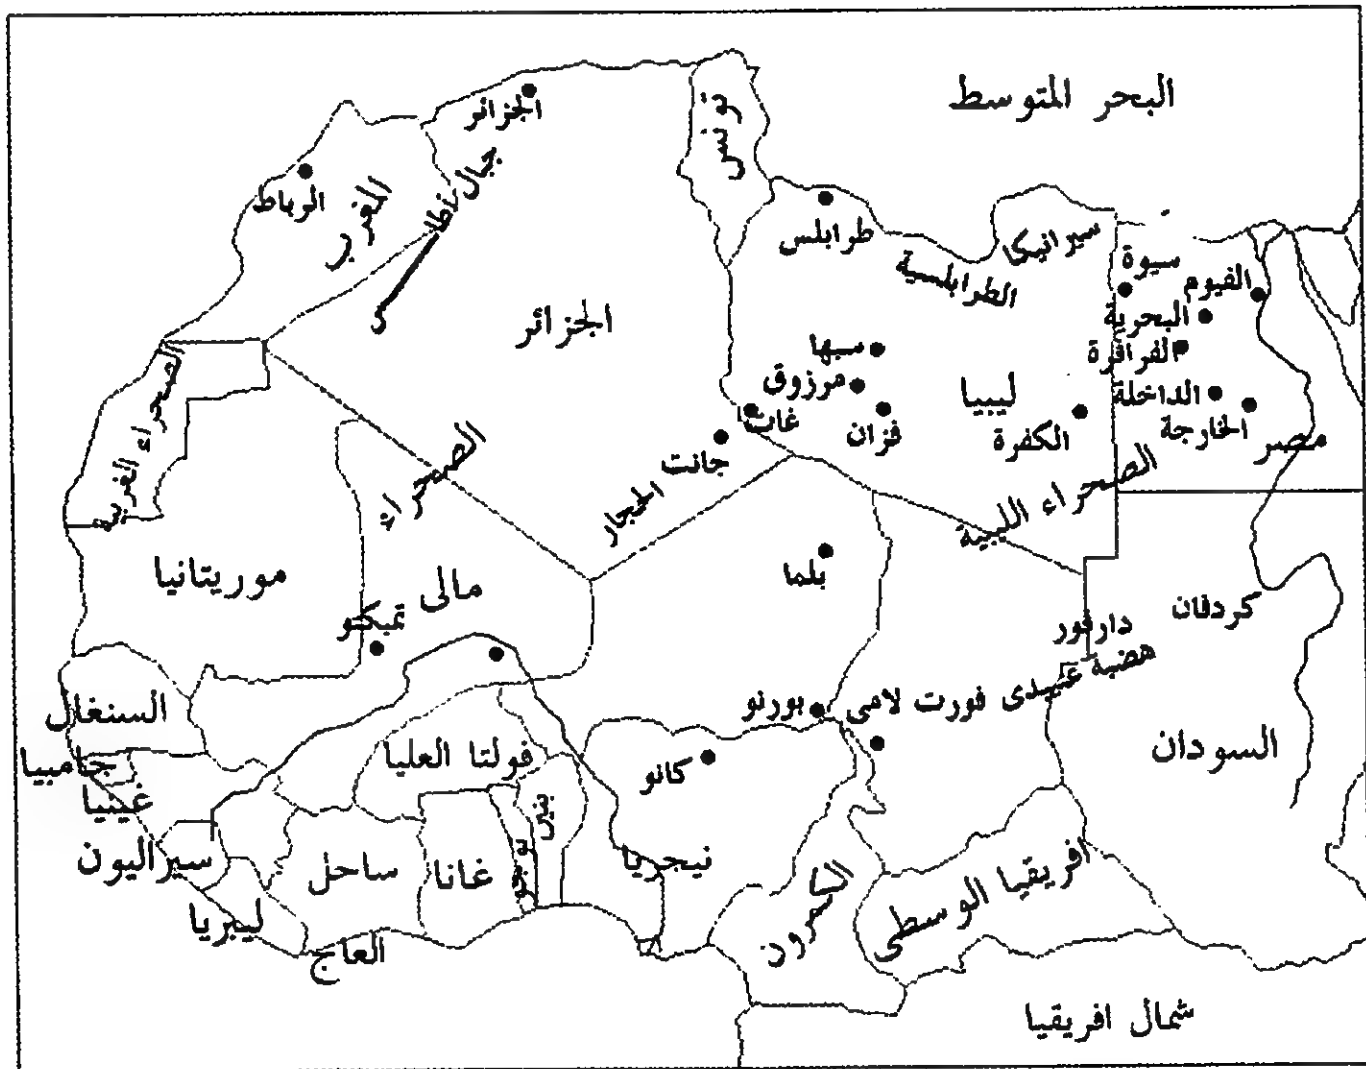 البحر المتوسط
الجزائر
تونس
جبال أطلس
الرباط
المغرب
طرابلس
الطرابلسية
سيرانيكا
سيوة
الفيوم
البحرية
الفرافرة
الداخلة
الخارجة
مصر
الجزائر
سبها
مرزوق
غات
فزان
ليبيا
الكفرة
جانت
الحجار
الصحراء الليبية
الصحراء الغربية
الصحراء
موريتانيا
مالى
تمبكتو
بلما
كردفان
دارفور
هضبة عنيدى
فورت لامى
بورنو
السودان
السنغال
جامبيا
غينيا
سيراليون
ليبريا
فولتا العليا
كانو
ساحل
العاج
غانا
توجو
بنين
نيجريا
الكمرون
افريقيا الوسطى
شمال افريقيا